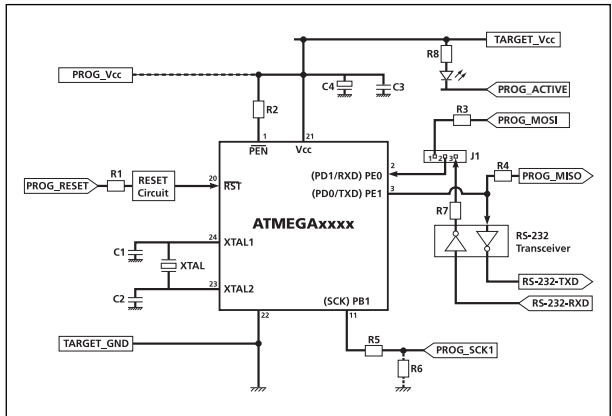 TARGET_Vcc
R8
PROG_Vcc
C4
C3
PROG_ACTIVE
R2
R3
PROG_MOSI
1
21
PEN
Vcc
1 2 3
J1
2
(PD1/RXD) PE0
R4
R1
RESET
Circuit
20
RST
(PD0/TXD) PE1
3
PROG_MISO
PROG_RESET
R7
ATMEGAxxxx
RS-232
Transceiver
24
XTAL1
C1
XTAL
RS-232-TXD
23
XTAL2
C2
(SCK) PB1
RS-232-RXD
22
11
TARGET_GND
R5
PROG_SCK1
R6